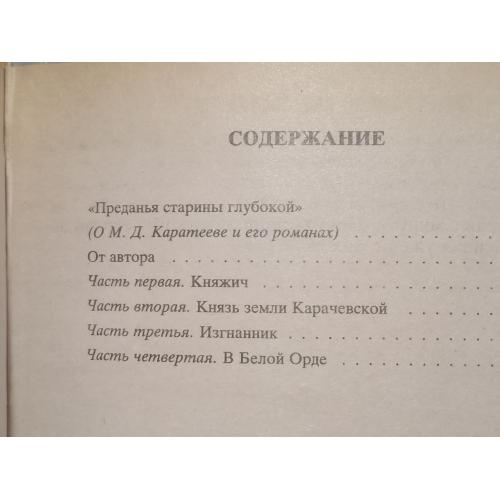 СОДЕРЖАНИЕ
«Преданья старины глубокой»
(О М. Д. Каратееве и его романах) . . . . . . . . . . .
От автора . . . . . . . . . . . . . . . . . . . . . . . . .
Часть первая. Княжич . . . . . . . . . . . . . . . . . .
Часть вторая. Князь земли Карачевской . . . . . . . .
Часть третья. Изгнанник . . . . . . . . . . . . . . . .
Часть четвертая. В Белой Орде . . . . . . . . . . . .